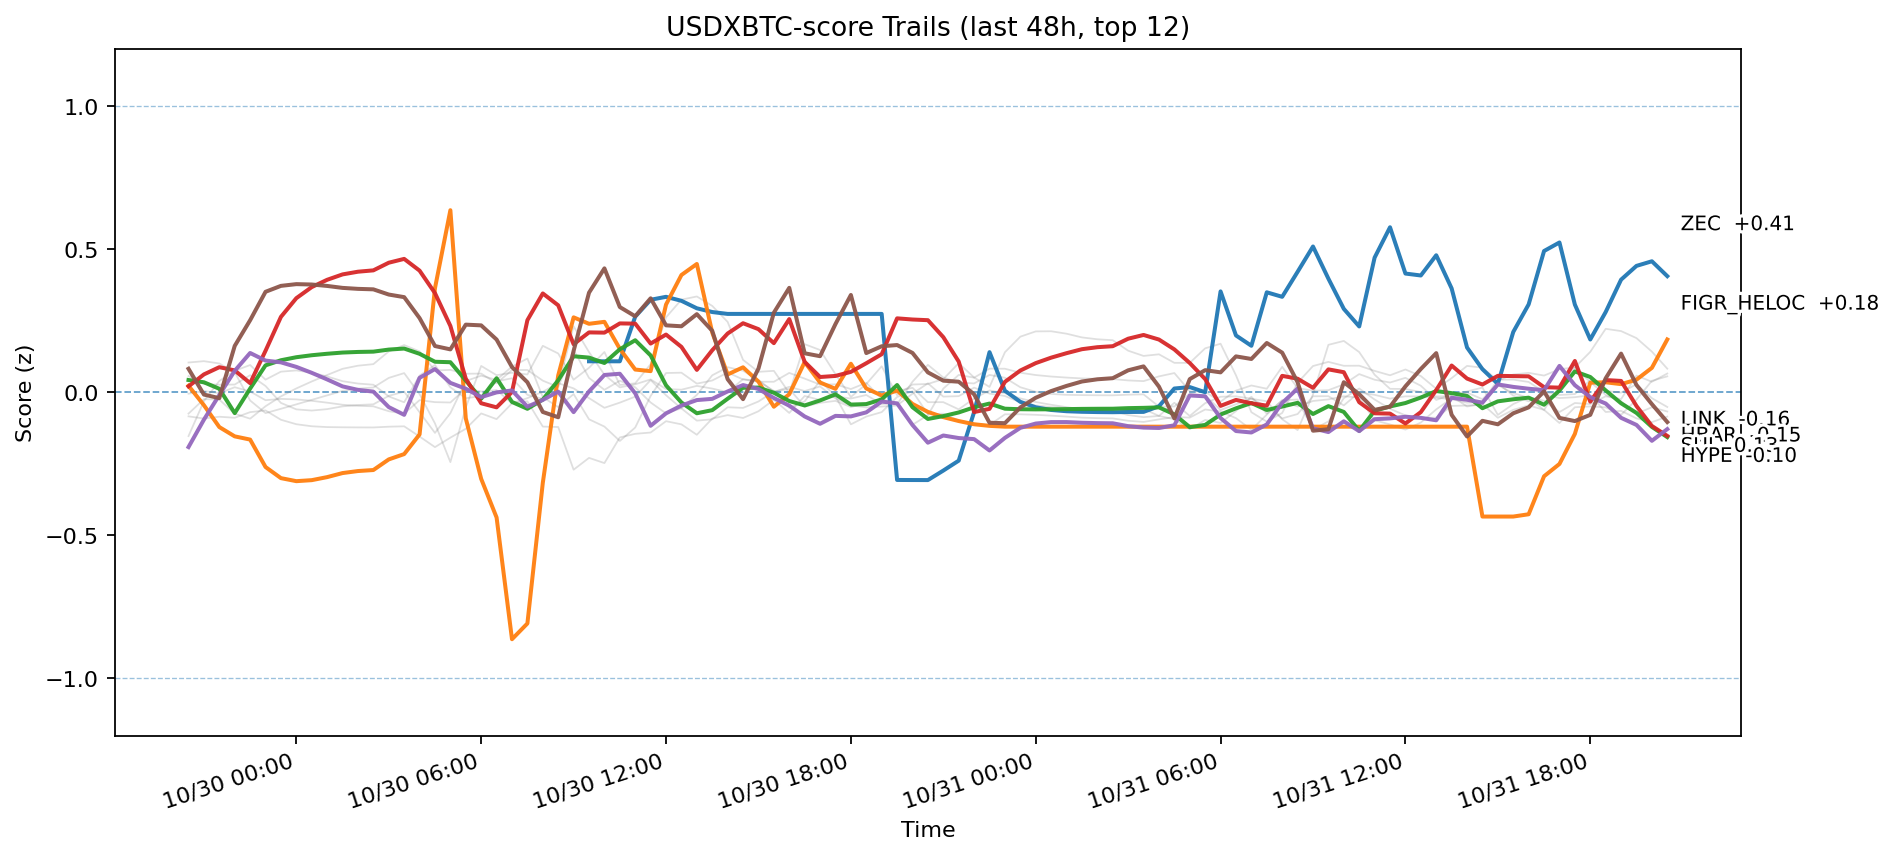 USDXBTC-score Trails (last 48h, top 12)
Score (z)
1.0
0.5
0.0
−0.5
−1.0
ZEC +0.41
FIGR_HELOC +0.18
LINK -0.16
HBAR -0.15
HYPE -0.10
10/30 00:00
10/30 06:00
10/30 12:00
10/30 18:00
10/31 00:00
10/31 06:00
10/31 12:00
10/31 18:00
Time